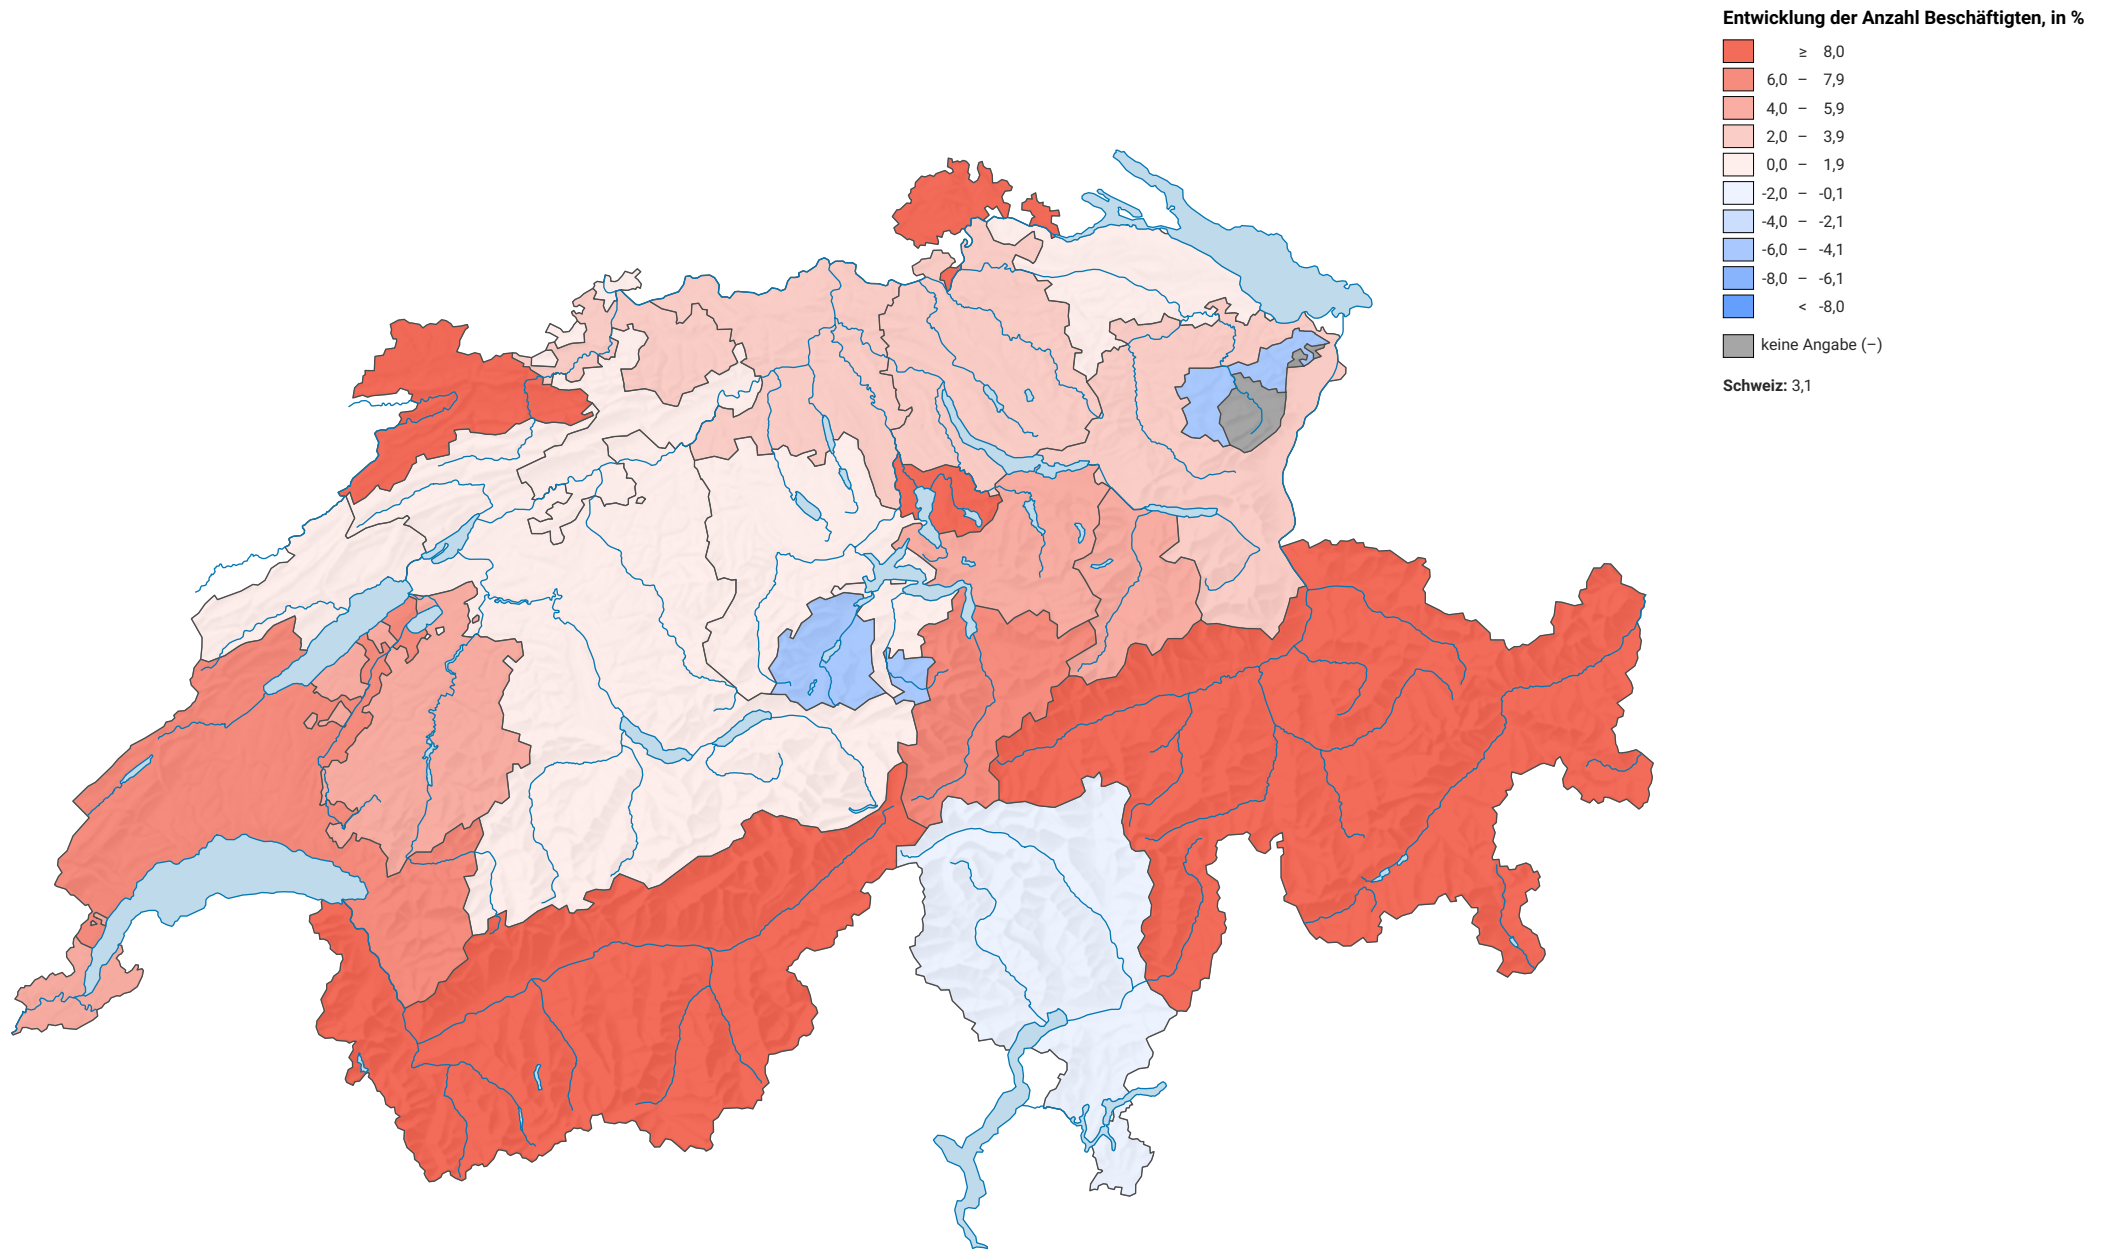 Entwicklung der Anzahl Beschäftigten, in %
≥ 8,0
6,0 – 7,9
4,0 – 5,9
2,0 – 3,9
0,0 – 1,9
-2,0 – -0,1
-4,0 – -2,1
-6,0 – -4,1
-8,0 – -6,1
< -8,0
keine Angabe (–)
Schweiz: 3,1